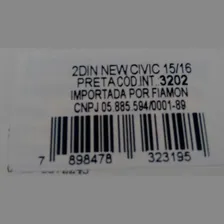 2DIN NEW CIVIC 15/16
PRETA COD.INT. 3202
IMPORTADA POR FIAMON
CNPJ 05.885.594/0001-89
7 898478 323195